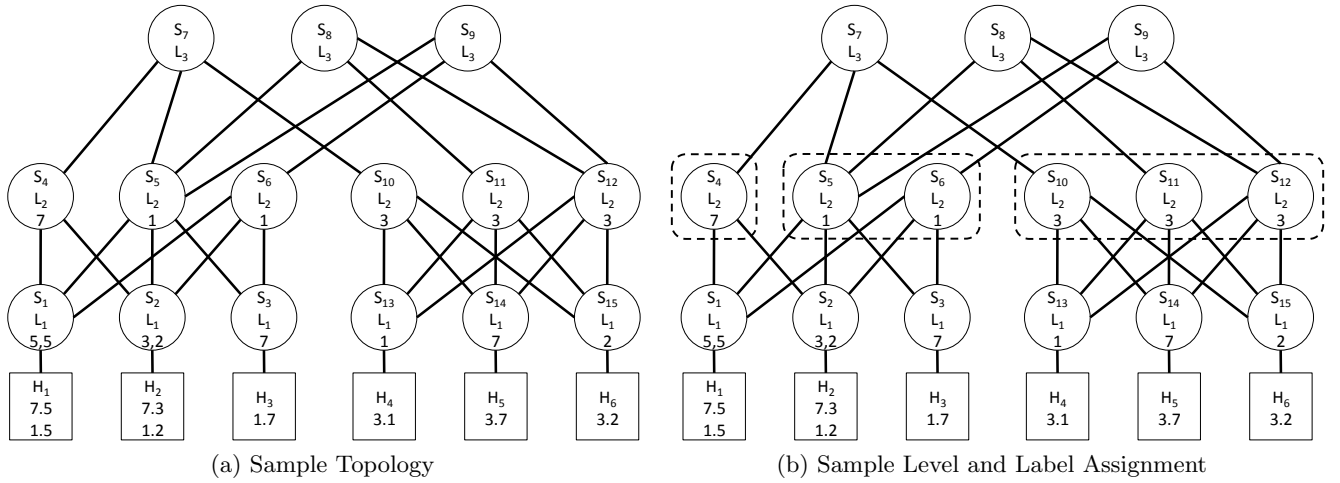 S7 S8 S9 S7 S8 S9
L3 L3 L3 L3 L3 L3
S4 S5 S6 S10 S11 S12 S4 S5 S6 S10 S11 S12
L2 L2 L2 L2 L2 L2 L2 L2 L2 L2 L2 L2
7 1 1 3 3 3 7 1 1 3 3 3
S1 S2 S3 S13 S14 S15 S1 S2 S3 S13 S14 S15
L1 L1 L1 L1 L1 L1 L1 L1 L1 L1 L1 L1
5,5 3,2 7 1 7 2 5,5 3,2 7 1 7 2
H1 H2 H3 H4 H5 H6 H1 H2 H3 H4 H5 H6
7.5 7.3 1.7 3.1 3.7 3.2 7.5 7.3 1.7 3.1 3.7 3.2
1.5 1.2 1.5 1.2
(a) Sample Topology (b) Sample Level and Label Assignment